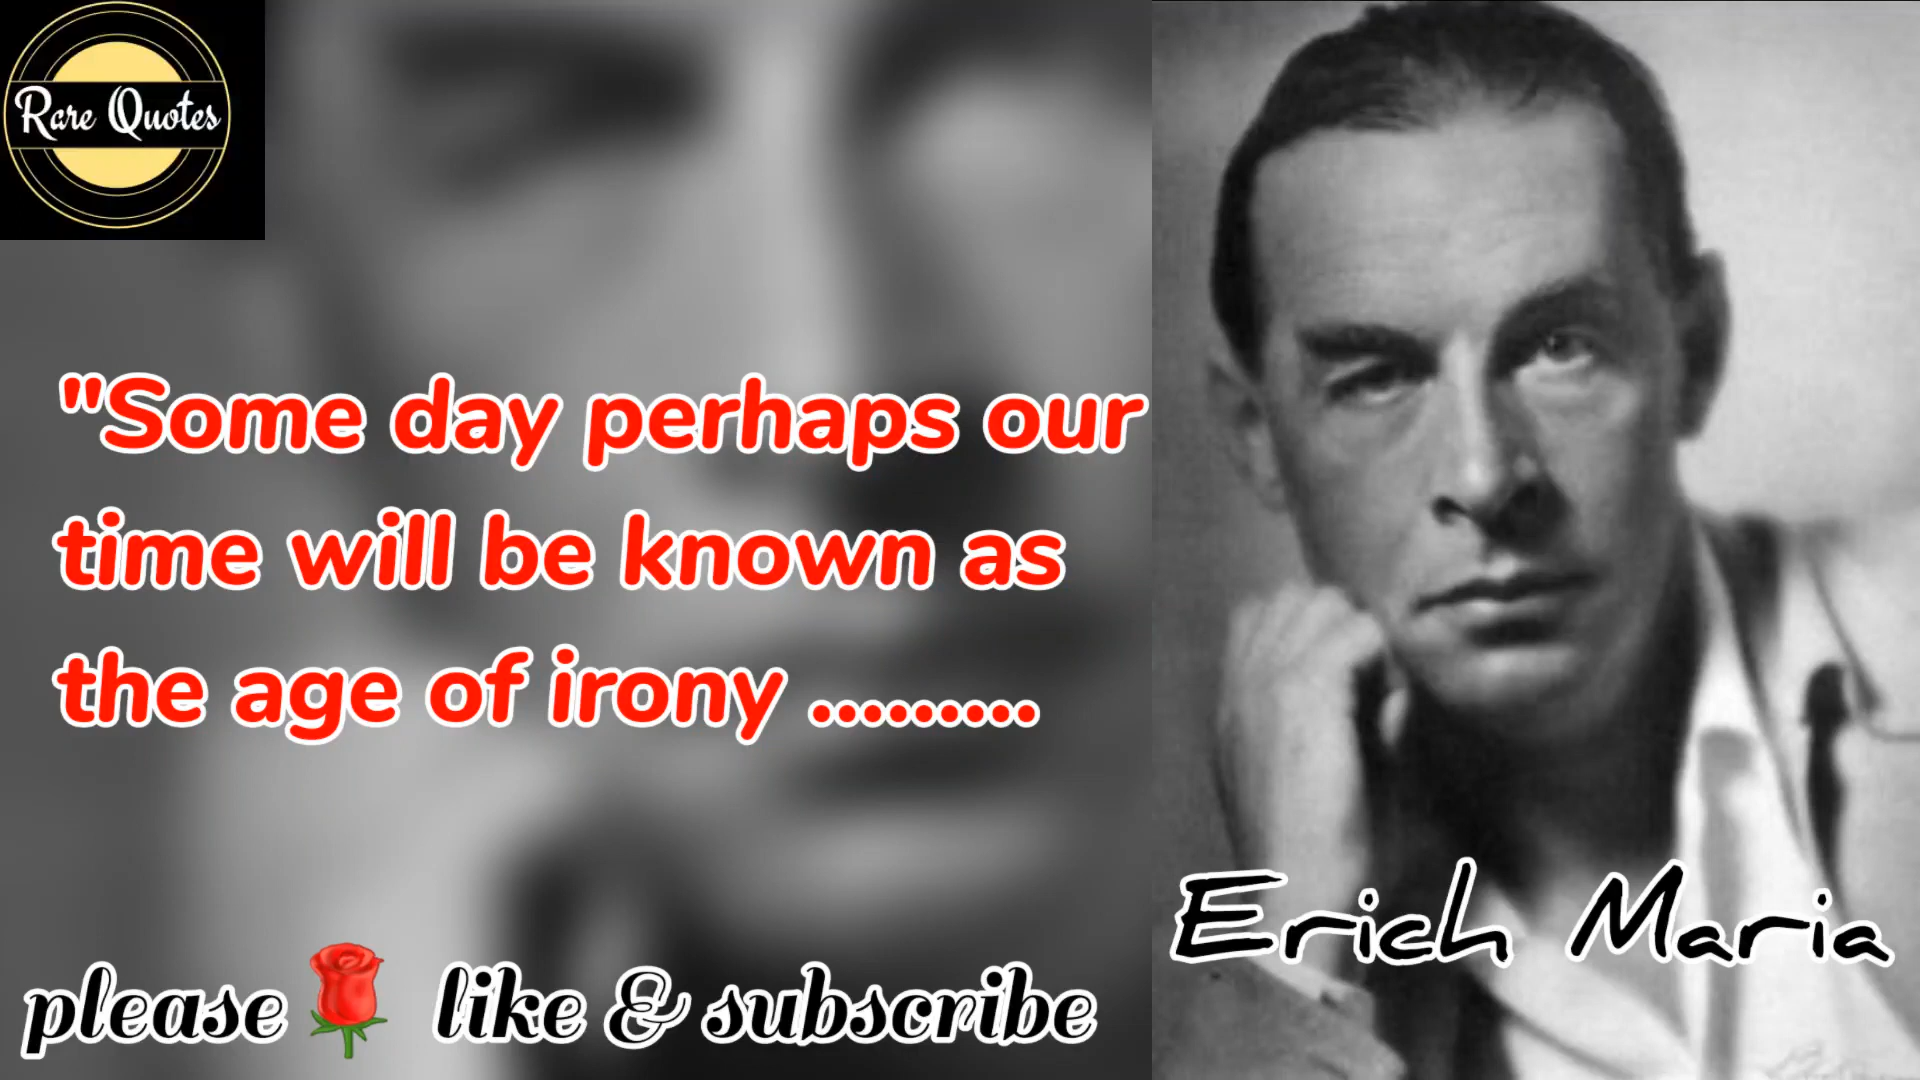 Rare Quotes
"Some day perhaps our
time will be known as
the age of irony .........
Erich Maria
please like & subscribe